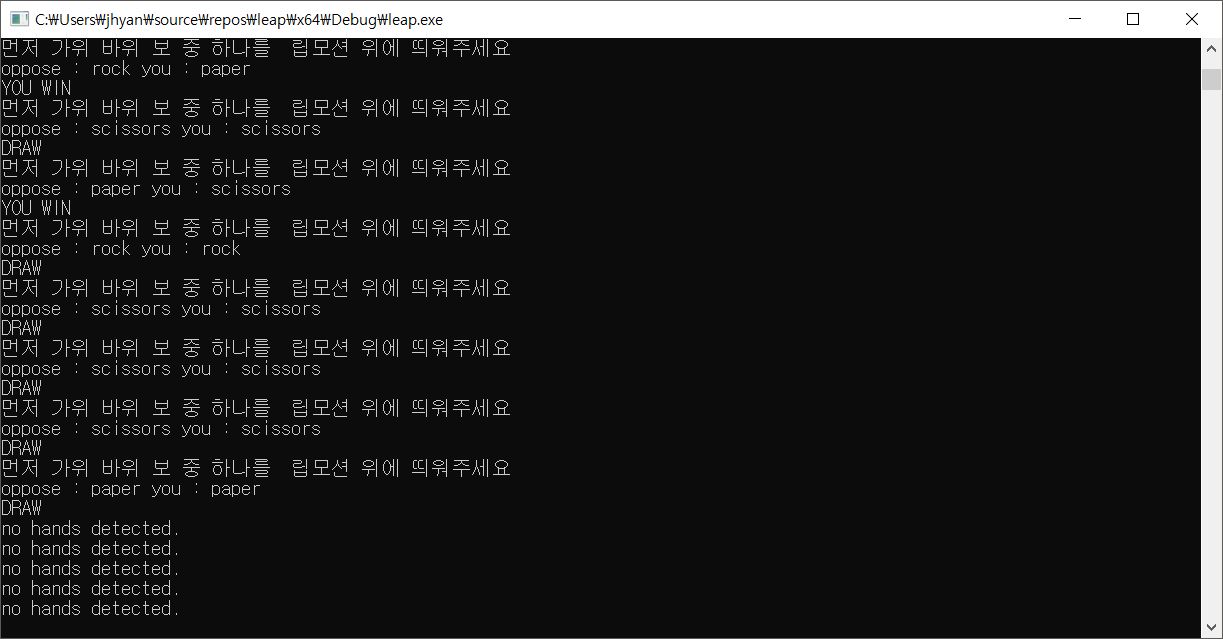 C:₩Users₩jhyan₩source₩repos₩leap₩x64₩Debug₩leap.exe
먼저 가위 바위 보 중 하나를  립모션 위에 띄워주세요
oppose : rock you : paper
YOU WIN
먼저 가위 바위 보 중 하나를  립모션 위에 띄워주세요
oppose : scissors you : scissors
DRAW
먼저 가위 바위 보 중 하나를  립모션 위에 띄워주세요
oppose : paper you : scissors
YOU WIN
먼저 가위 바위 보 중 하나를  립모션 위에 띄워주세요
oppose : rock you : rock
DRAW
먼저 가위 바위 보 중 하나를  립모션 위에 띄워주세요
oppose : scissors you : scissors
DRAW
먼저 가위 바위 보 중 하나를  립모션 위에 띄워주세요
oppose : scissors you : scissors
DRAW
먼저 가위 바위 보 중 하나를  립모션 위에 띄워주세요
oppose : scissors you : scissors
DRAW
먼저 가위 바위 보 중 하나를  립모션 위에 띄워주세요
oppose : paper you : paper
DRAW
no hands detected.
no hands detected.
no hands detected.
no hands detected.
no hands detected.